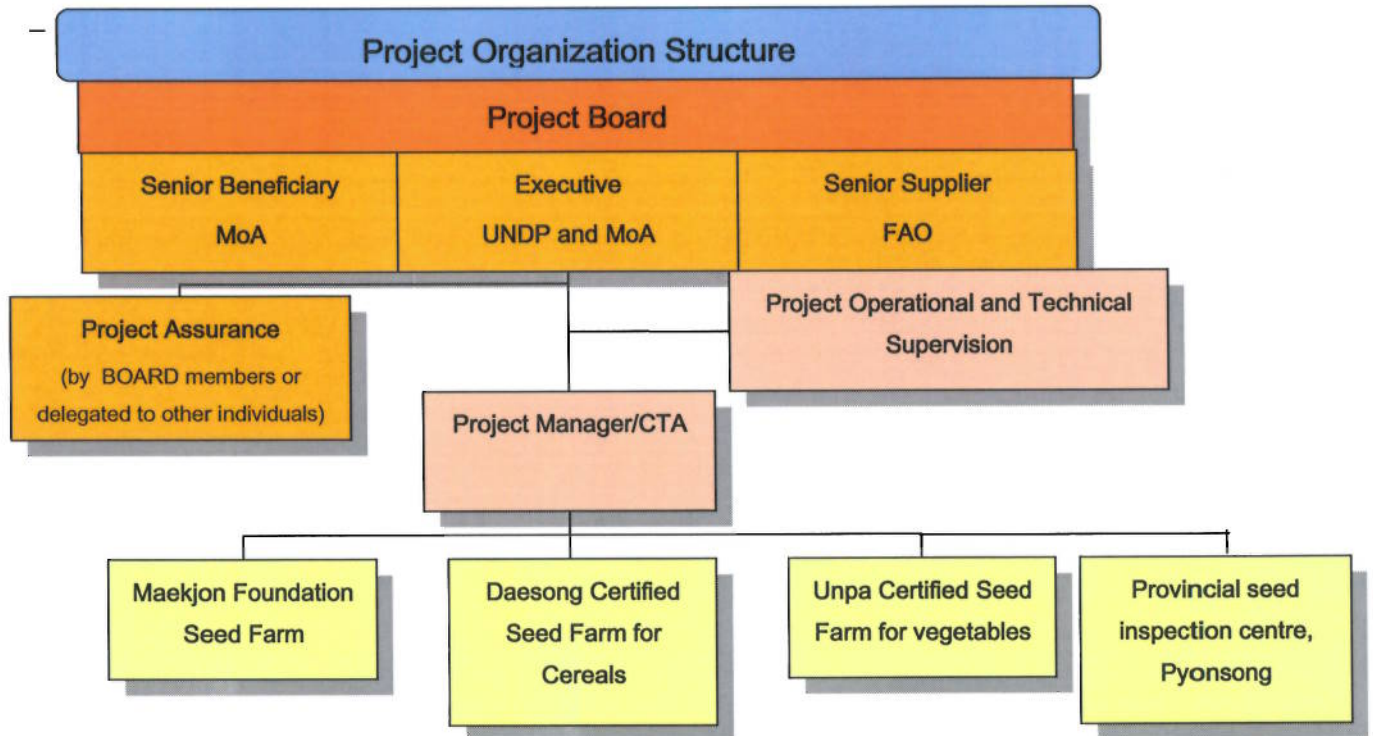 Project Organization Structure
Project Board
Senior Beneficiary
MoA
Executive
UNDP and MoA
Senior Supplier
FAO
Project Assurance
(by BOARD members or
delegated to other individuals)
Project Operational and Technical
Supervision
Project Manager/CTA
Maekjon Foundation
Seed Farm
Daesong Certified
Seed Farm for
Cereals
Unpa Certified Seed
Farm for vegetables
Provincial seed
inspection centre,
Pyonsong